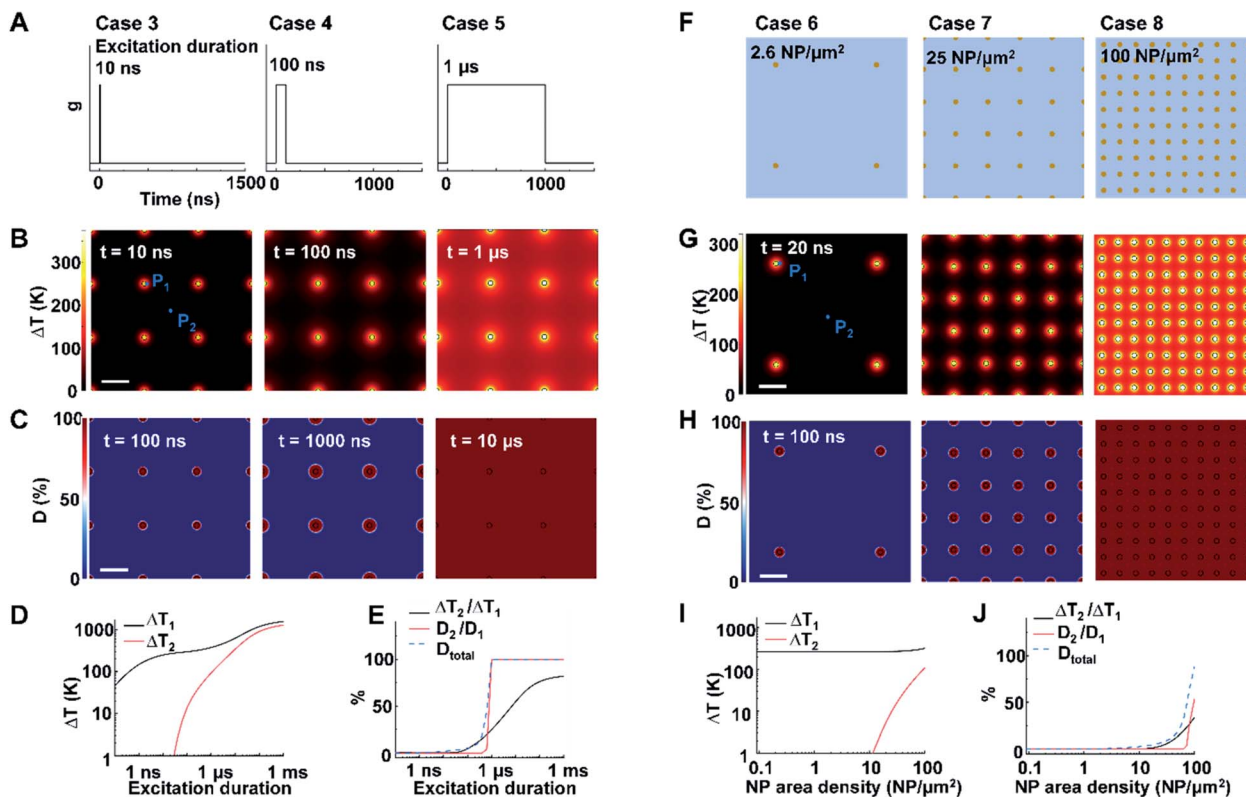 A
Case 3
Case 4
Case 5
Excitation duration
10 ns
100 ns
1 µs
g
0
1500
0
1000
0
1000
Time (ns)
B
t = 10 ns
t = 100 ns
t = 1 µs
P1
P2
300
200
100
0
ΔT (K)
C
t = 100 ns
t = 1000 ns
t = 10 µs
100
50
0
D (%)
D
ΔT1
ΔT2
1000
100
10
1
ΔT (K)
1 ns
1 µs
1 ms
Excitation duration
E
ΔT2/ΔT1
D2/D1
Dtotal
100
50
0
%
1 ns
1 µs
1 ms
Excitation duration
F
Case 6
Case 7
Case 8
2.6 NP/µm²
25 NP/µm²
100 NP/µm²
G
t = 20 ns
P1
P2
300
200
100
0
ΔT (K)
H
t = 100 ns
100
50
0
D (%)
I
ΔT1
ΔT2
1000
100
10
1
ΔT (K)
0.1
1
10
100
NP area density (NP/µm²)
J
ΔT2/ΔT1
D2/D1
Dtotal
100
50
0
%
0.1
1
10
100
NP area density (NP/µm²)